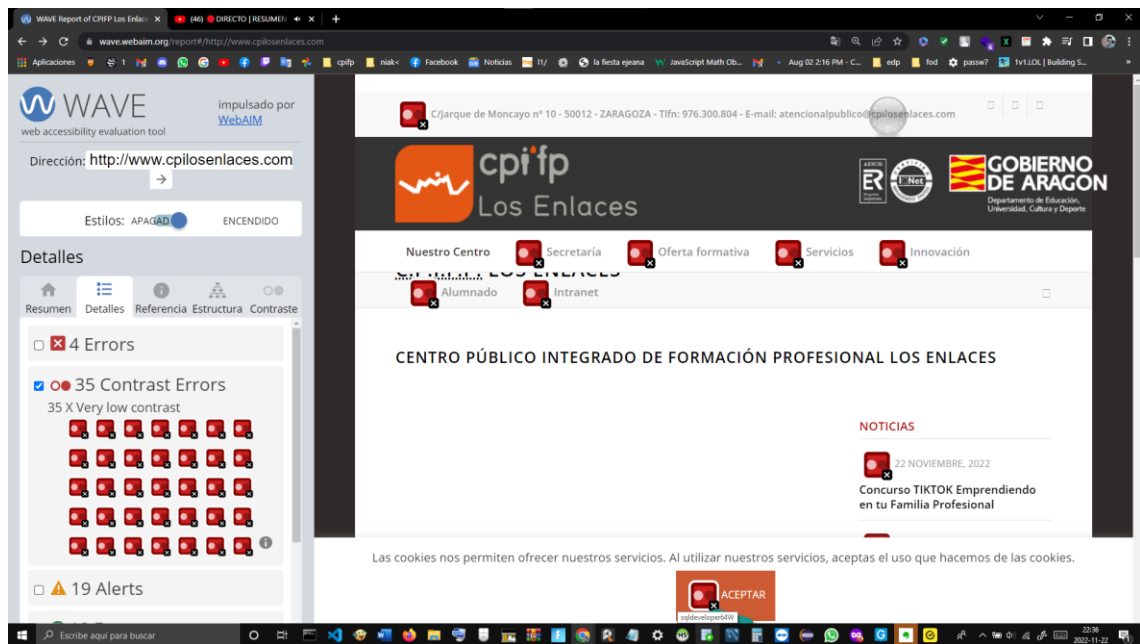 WAVE Report of CPIFP Los Enlac
(46) DIRECTO | RESUMEN
wave.webaim.org/report#/http://www.cpilosenlaces.com
Aplicaciones
1
cpifp
niak<
Facebook
Noticias
I1/
la fiesta ejeana
JavaScript Math Ob...
Aug 02 2:16 PM - C...
edp
fod
passw7
1v1.LOL | Building S...
WAVE
web accessibility evaluation tool
impulsado por
WebAIM
Dirección: http://www.cpilosenlaces.com
Estilos: APAGAD ENCENDIDO
Detalles
Resumen Detalles Referencia Estructura Contraste
4 Errors
35 Contrast Errors
35 X Very low contrast
19 Alerts
C/Jarque de Moncayo nº 10 - 50012 - ZARAGOZA - Tlfn: 976.300.804 - E-mail: atencionalpublico@cpilosenlaces.com
cpifp
Los Enlaces
ER
IQNet
GOBIERNO
DE ARAGON
Departamento de Educación,
Universidad, Cultura y Deporte
Nuestro Centro Secretaría Oferta formativa Servicios Innovación
C.P.I.F.P. LOS ENLACES
Alumnado Intranet
CENTRO PÚBLICO INTEGRADO DE FORMACIÓN PROFESIONAL LOS ENLACES
NOTICIAS
22 NOVIEMBRE, 2022
Concurso TIKTOK Emprendiendo
en tu Familia Profesional
Las cookies nos permiten ofrecer nuestros servicios. Al utilizar nuestros servicios, aceptas el uso que hacemos de las cookies.
ACEPTAR
sqldeveloper64W
Escribe aquí para buscar
22:36
2022-11-22